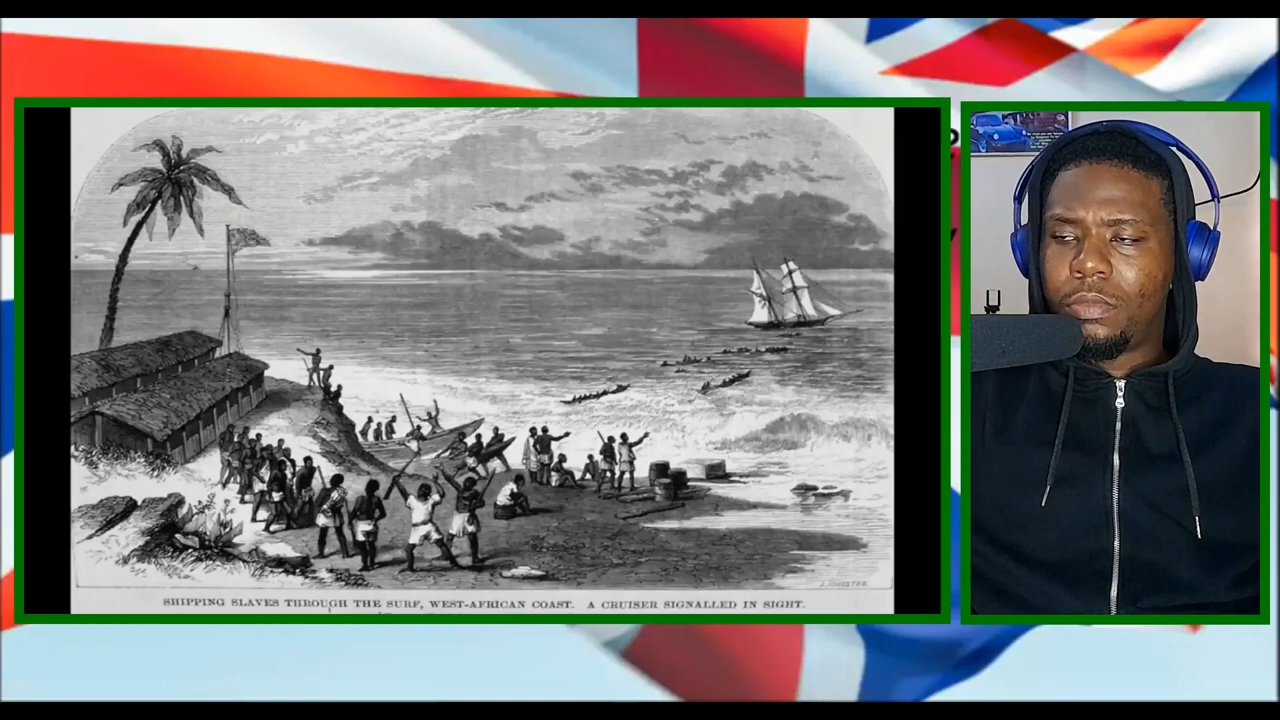 SHIPPING SLAVES THROUGH THE SURF, WEST-AFRICAN COAST. A CRUISER SIGNALLED IN SIGHT.